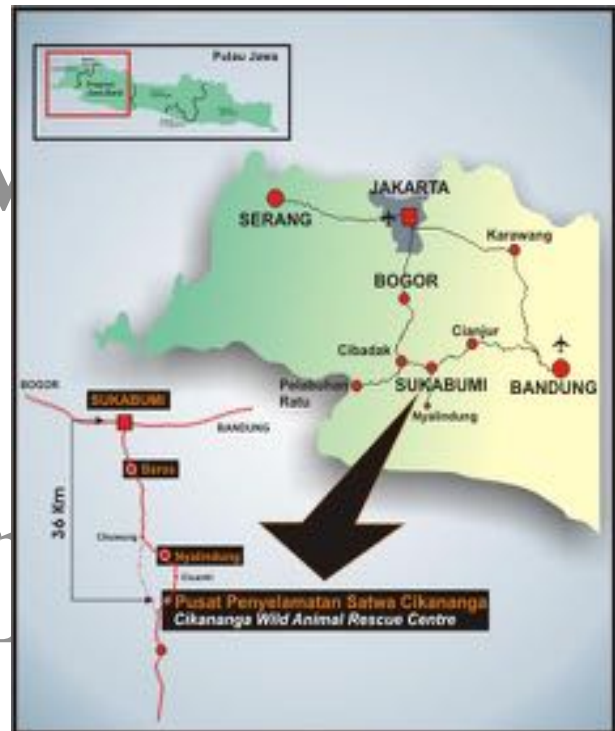 Pulau Jawa
JAKARTA
SERANG
Karawang
BOGOR
Cianjur
Cibadak
Pelabuhan
Ratu
SUKABUMI
BANDUNG
Nyalindung
BOGOR
SUKABUMI
BANDUNG
Baros
36 Km
Nyalindung
Pusat Penyelamatan Satwa Cikananga
Cikananga Wild Animal Rescue Centre